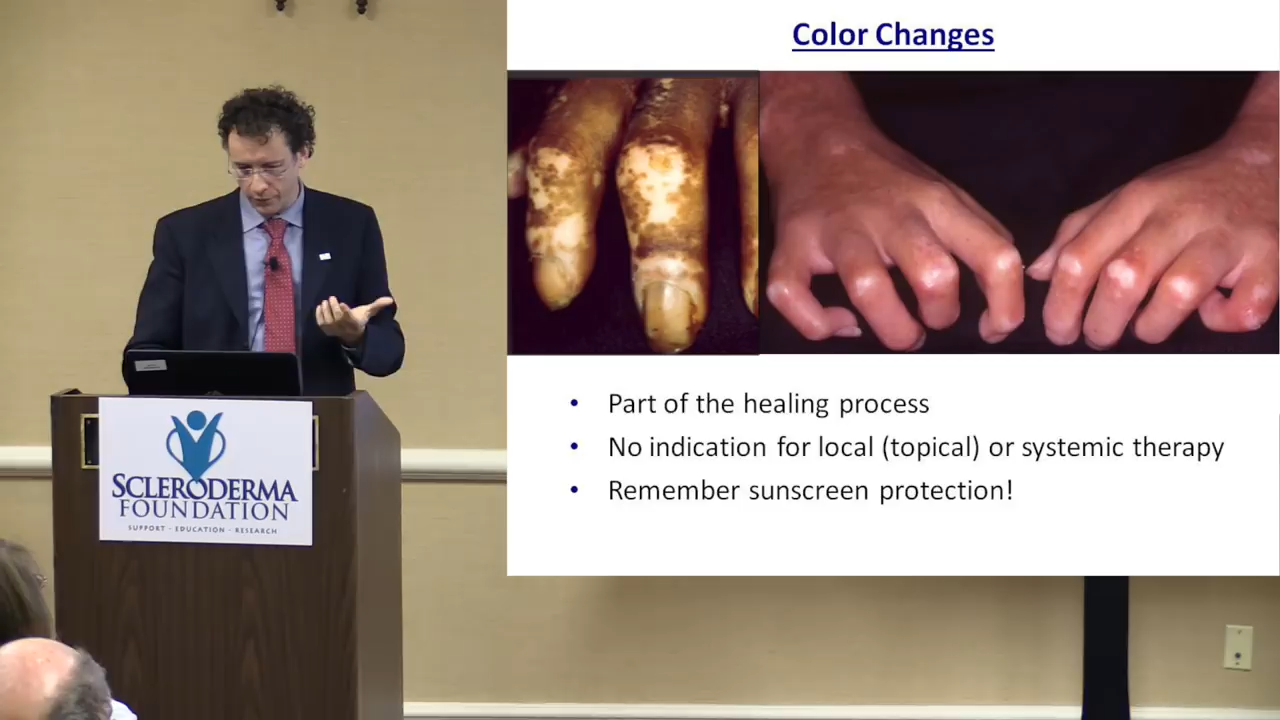 Color Changes
• Part of the healing process
• No indication for local (topical) or systemic therapy
• Remember sunscreen protection!
SCLERODERMA
FOUNDATION
SUPPORT - EDUCATION - RESEARCH